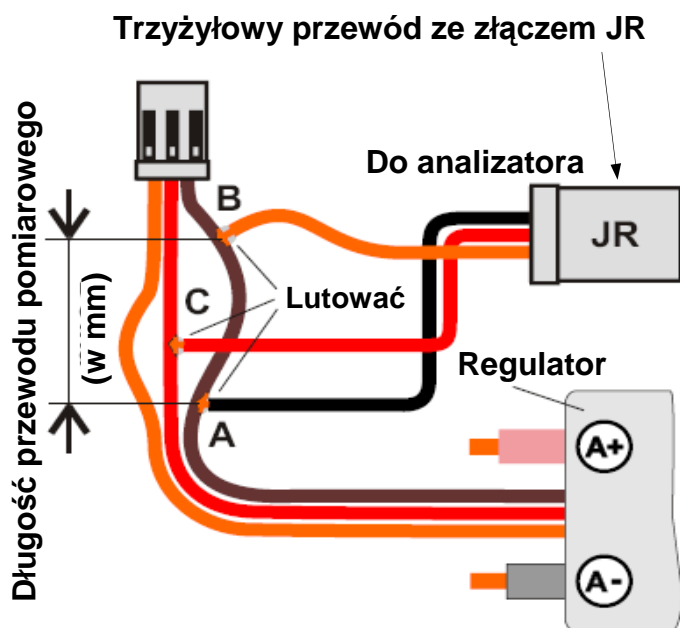 Trzyżyłowy przewód ze złączem JR
Długość przewodu pomiarowego
(w mm)
Do analizatora
B
JR
C
Lutować
Regulator
A
A+
A-